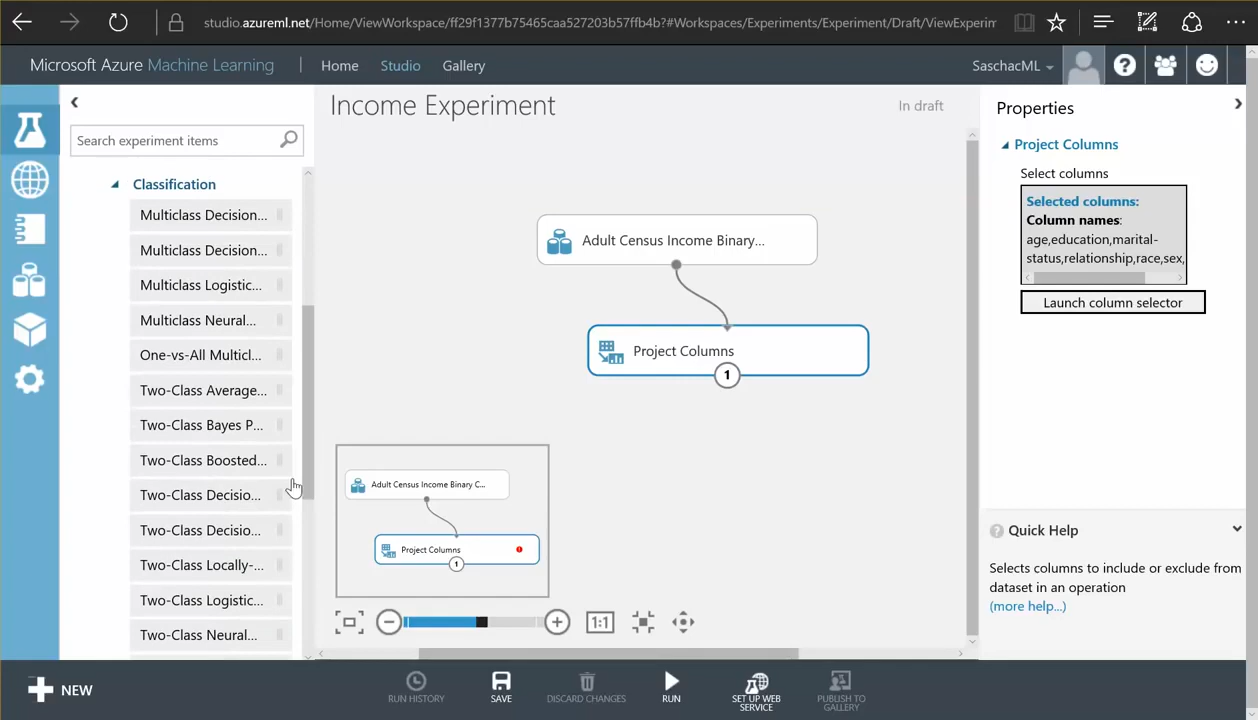 studio.azureml.net/Home/ViewWorkspace/ff29f1377b75465caa527203b57ffb4b?#Workspaces/Experiments/Experiment/Draft/ViewExperim
Microsoft Azure Machine Learning
Home
Studio
Gallery
SaschacML
Search experiment items
Classification
Multiclass Decision...
Multiclass Decision...
Multiclass Logistic...
Multiclass Neural...
One-vs-All Multicl...
Two-Class Average...
Two-Class Bayes P...
Two-Class Boosted...
Two-Class Decisio...
Two-Class Decisio...
Two-Class Locally-...
Two-Class Logistic...
Two-Class Neural...
Income Experiment
In draft
Adult Census Income Binary...
Project Columns
1
Adult Census Income Binary C...
Project Columns
1
1:1
Properties
Project Columns
Select columns
Selected columns:
Column names:
age,education,marital-
status,relationship,race,sex,
Launch column selector
Quick Help
Selects columns to include or exclude from
dataset in an operation
(more help...)
NEW
RUN HISTORY
SAVE
DISCARD CHANGES
RUN
SET UP WEB
SERVICE
PUBLISH TO
GALLERY